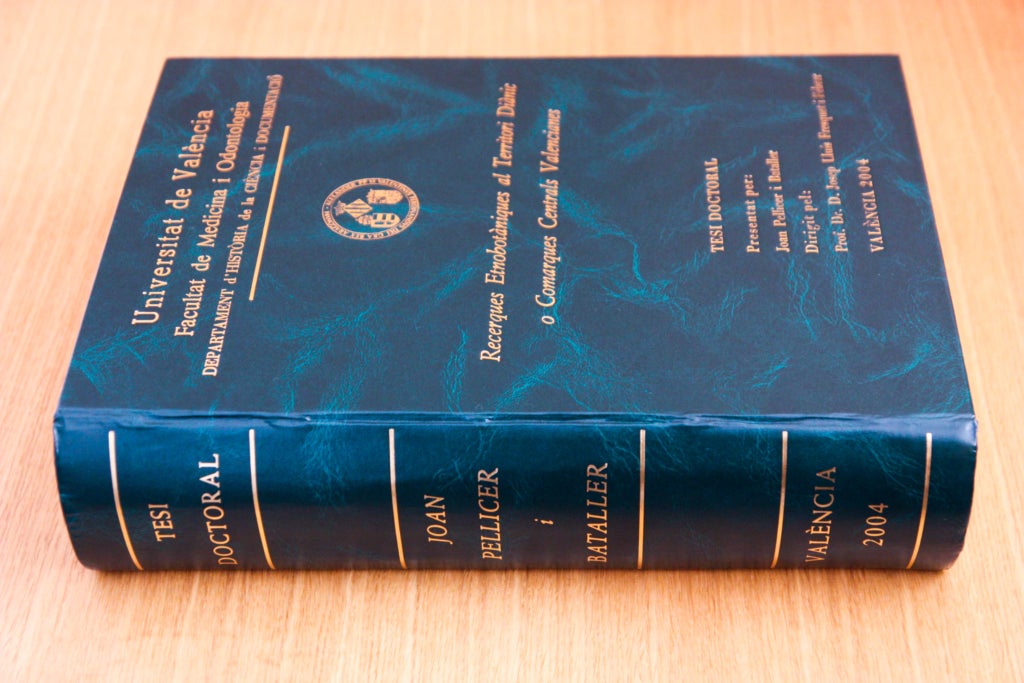 Universitat de València
Facultat de Medicina i Odontologia
DEPARTAMENT d'HISTÒRIA de la CIÈNCIA i DOCUMENTACIÓ
Recerques Etnobotàniques al Territori Diànic
o Comarques Centrals Valencianes
TESI DOCTORAL
Presentat per:
Joan Pellicer i Bataller
Dirigit pel:
Prof. Dr. D. Josep Lluís Fresquet i Febrer
VALÈNCIA 2004
TESI
DOCTORAL
JOAN
PELLICER
i
BATALLER
VALÈNCIA
2004